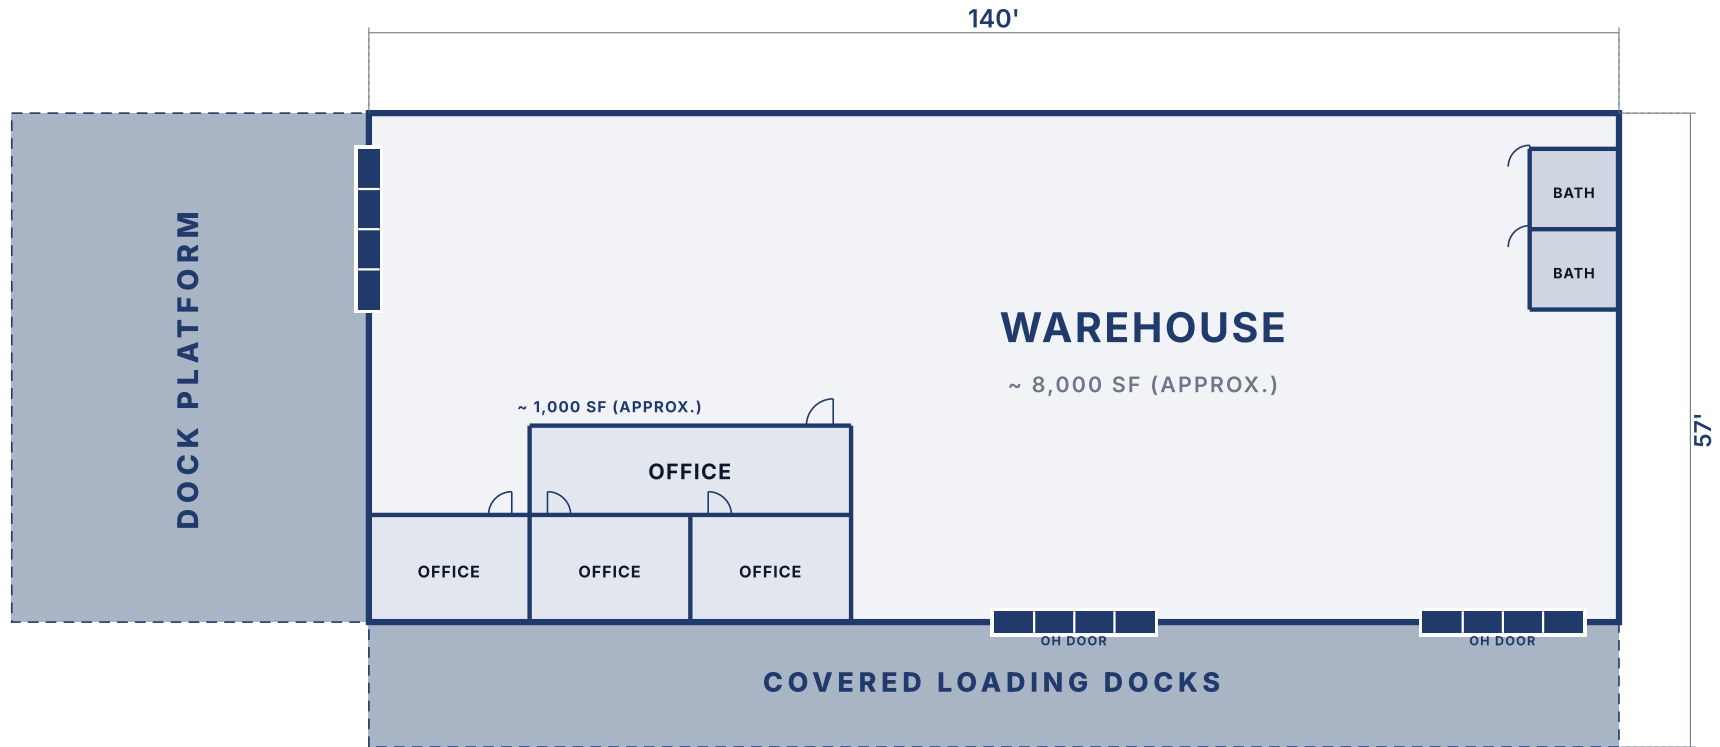 140'
BATH
BATH
DOCK PLATFORM
WAREHOUSE
~ 8,000 SF (APPROX.)
~ 1,000 SF (APPROX.)
57'
OFFICE
OFFICE
OFFICE
OFFICE
OH DOOR
OH DOOR
COVERED LOADING DOCKS